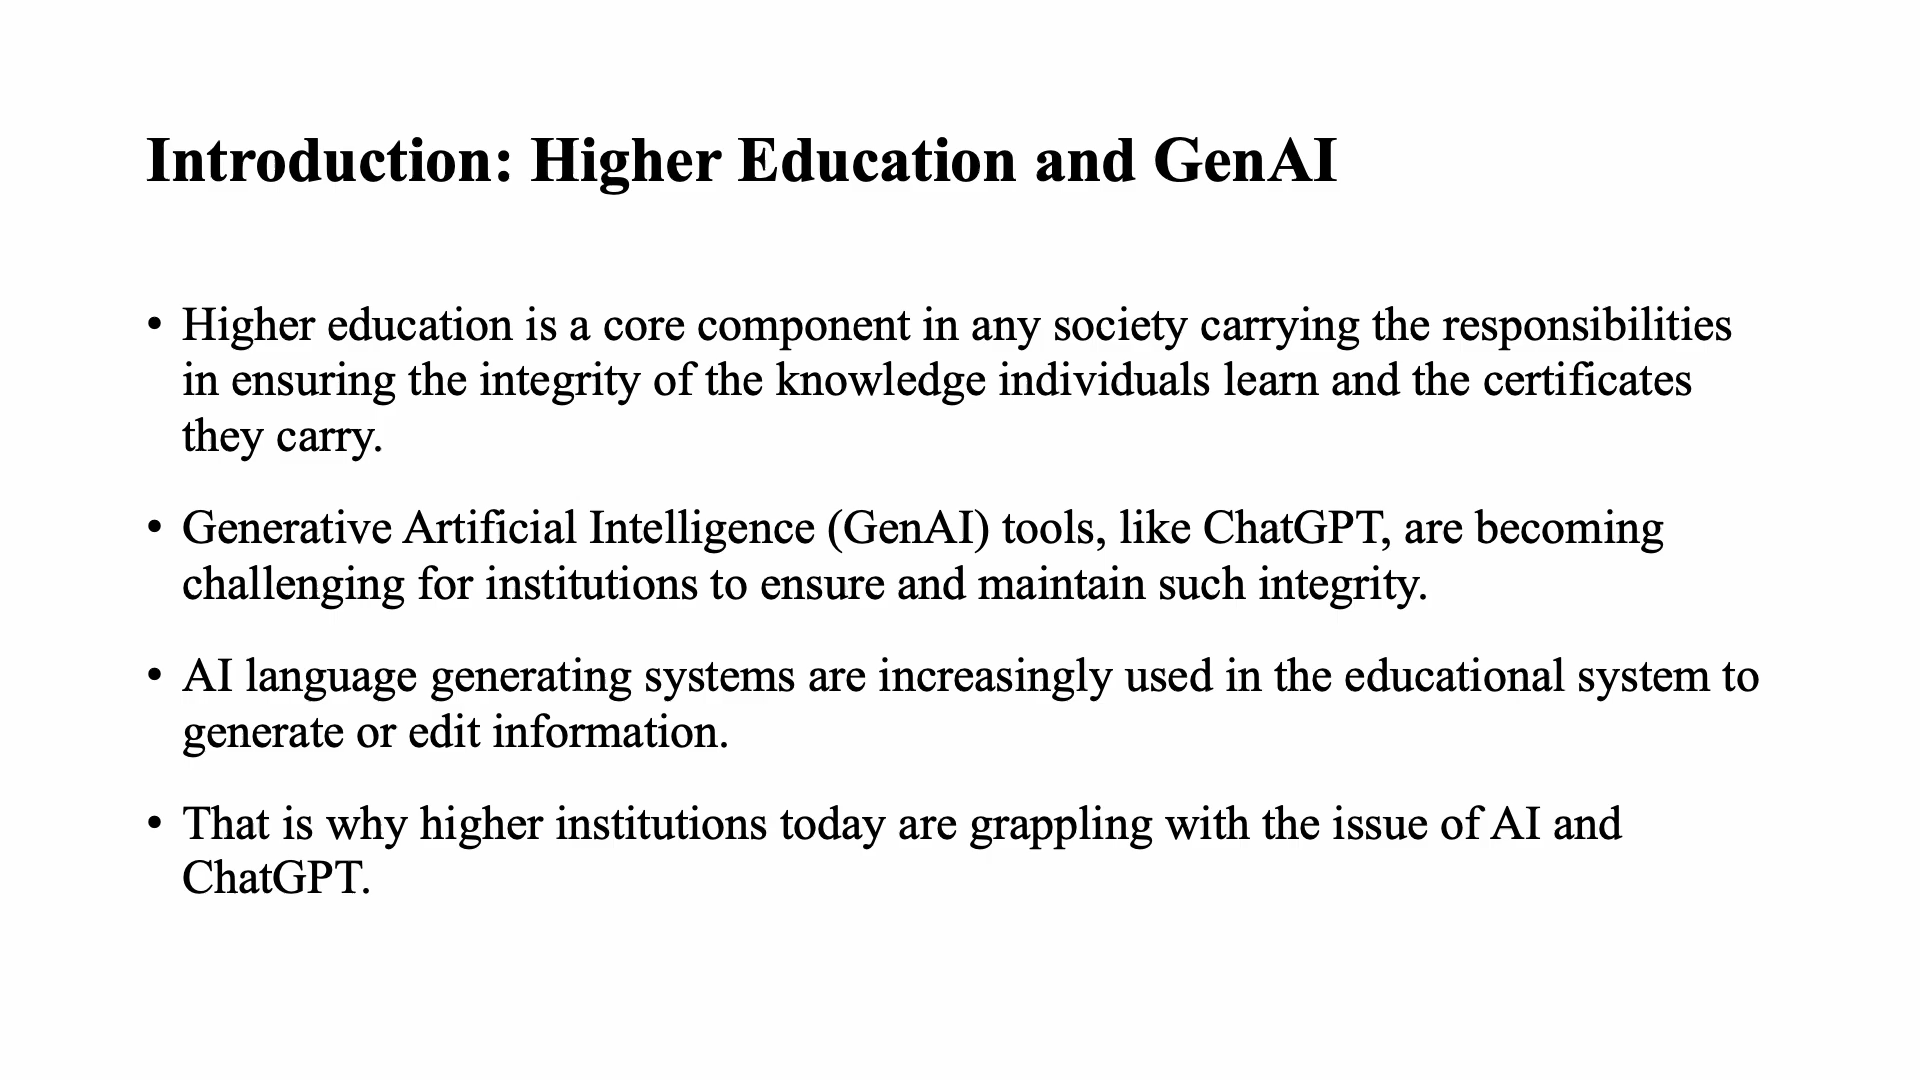 Introduction: Higher Education and GenAI
• Higher education is a core component in any society carrying the responsibilities
in ensuring the integrity of the knowledge individuals learn and the certificates
they carry.
• Generative Artificial Intelligence (GenAI) tools, like ChatGPT, are becoming
challenging for institutions to ensure and maintain such integrity.
• AI language generating systems are increasingly used in the educational system to
generate or edit information.
• That is why higher institutions today are grappling with the issue of AI and
ChatGPT.